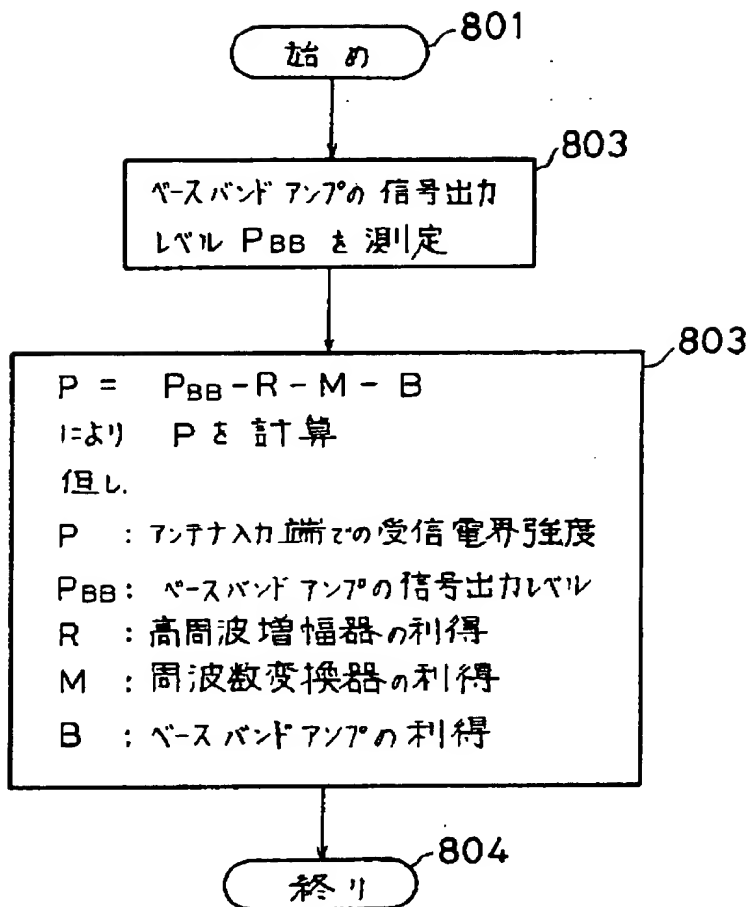 801
始め
803
ベースバンドアンプの信号出力
レベル PBB を測定
803
P = PBB-R-M-B
により Pを計算
但し.
P : アンテナ入力端での受信電界強度
PBB: ベースバンドアンプの信号出力レベル
R : 高周波増幅器の利得
M : 周波数変換器の利得
B : ベースバンドアンプの利得
804
終り